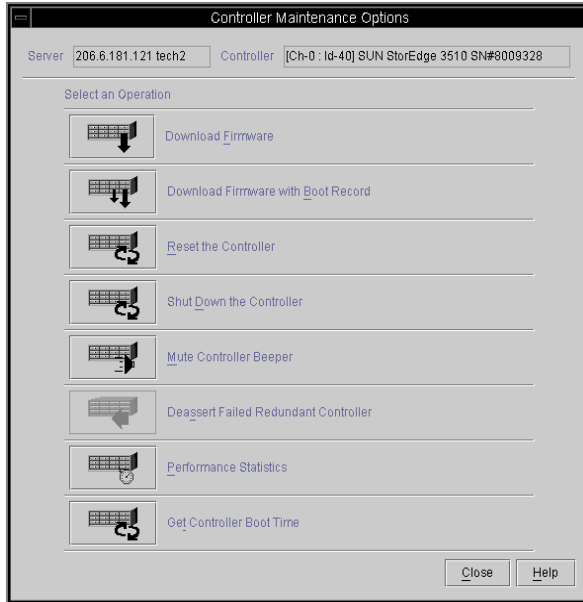 Controller Maintenance Options
Server 206.6.181.121 tech2 Controller [Ch-0 : Id-40] SUN StorEdge 3510 SN#8009328
Select an Operation
Download Firmware
Download Firmware with Boot Record
Reset the Controller
Shut Down the Controller
Mute Controller Beeper
Deassert Failed Redundant Controller
Performance Statistics
Get Controller Boot Time
Close Help